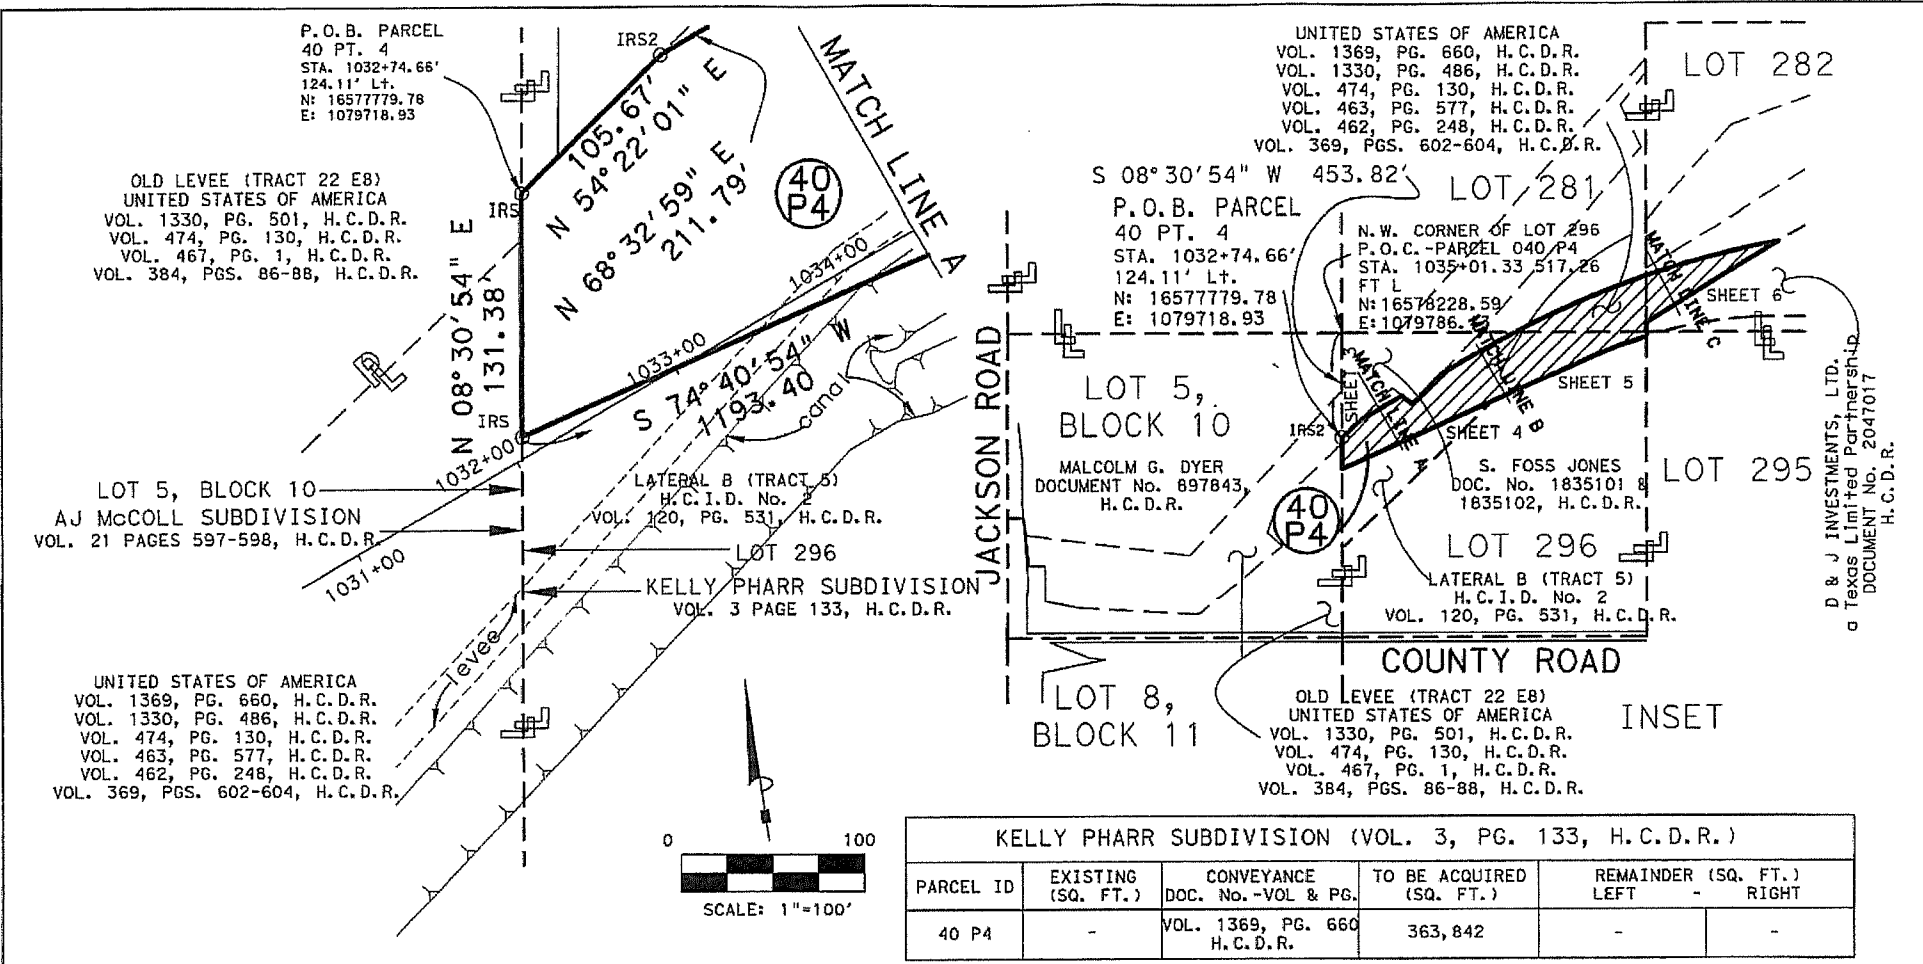 P.O.B. PARCEL
40 PT. 4
STA. 1032+74.66'
124.11' Lt.
N: 16577779.78
E: 1079718.93
IRS2
105.67'
N 54° 22' 01" E
N 68° 32' 59" E
211.79'
40
P4
MATCH LINE A
OLD LEVEE (TRACT 22 E8)
UNITED STATES OF AMERICA
VOL. 1330, PG. 501, H.C.D.R.
VOL. 474, PG. 130, H.C.D.R.
VOL. 467, PG. 1, H.C.D.R.
VOL. 384, PGS. 86-88, H.C.D.R.
IRS
N 08° 30' 54" E
131.38'
IRS
1034+00
1033+00
1032+00
1031+00
S 74° 40' 54" W
1193.40
canal
LATERAL B (TRACT 5)
H.C.I.D. No. 2
VOL. 120, PG. 531, H.C.D.R.
LOT 5, BLOCK 10
AJ McCOLL SUBDIVISION
VOL. 21 PAGES 597-598, H.C.D.R.
LOT 296
KELLY PHARR SUBDIVISION
VOL. 3 PAGE 133, H.C.D.R.
levee
UNITED STATES OF AMERICA
VOL. 1369, PG. 660, H.C.D.R.
VOL. 1330, PG. 486, H.C.D.R.
VOL. 474, PG. 130, H.C.D.R.
VOL. 463, PG. 577, H.C.D.R.
VOL. 462, PG. 248, H.C.D.R.
VOL. 369, PGS. 602-604, H.C.D.R.
0 100
SCALE: 1"=100'
UNITED STATES OF AMERICA
VOL. 1369, PG. 660, H.C.D.R.
VOL. 1330, PG. 486, H.C.D.R.
VOL. 474, PG. 130, H.C.D.R.
VOL. 463, PG. 577, H.C.D.R.
VOL. 462, PG. 248, H.C.D.R.
VOL. 369, PGS. 602-604, H.C.D.R.
LOT 282
S 08° 30' 54" W 453.82'
LOT 281
P.O.B. PARCEL
40 PT. 4
STA. 1032+74.66'
124.11' Lt.
N: 16577779.78
E: 1079718.93
N.W. CORNER OF LOT 296
P.O.C.-PARCEL 040 P4
STA. 1035+01.33 517.26
FT L
N:16578228.59
E:1079786.
MATCH LINE C
SHEET 6
MATCH LINE B
SHEET 5
MATCH LINE A
SHEET
SHEET 4
IRS2
JACKSON ROAD
LOT 5,
BLOCK 10
MALCOLM G. DYER
DOCUMENT No. 897843,
H.C.D.R.
40
P4
S. FOSS JONES
DOC. No. 1835101 &
1835102, H.C.D.R.
LOT 295
LOT 296
LATERAL B (TRACT 5)
H.C.I.D. No. 2
VOL. 120, PG. 531, H.C.D.R.
D & J INVESTMENTS, LTD.
a Texas Limited Partnership
DOCUMENT No. 2047017
H.C.D.R.
COUNTY ROAD
LOT 8,
BLOCK 11
OLD LEVEE (TRACT 22 E8)
UNITED STATES OF AMERICA
VOL. 1330, PG. 501, H.C.D.R.
VOL. 474, PG. 130, H.C.D.R.
VOL. 467, PG. 1, H.C.D.R.
VOL. 384, PGS. 86-88, H.C.D.R.
INSET
KELLY PHARR SUBDIVISION (VOL. 3, PG. 133, H.C.D.R.)
PARCEL ID EXISTING (SQ. FT.) CONVEYANCE DOC. No.-VOL & PG. TO BE ACQUIRED (SQ. FT.) REMAINDER (SQ. FT.) LEFT - RIGHT
40 P4 - VOL. 1369, PG. 660 H.C.D.R. 363,842 - -